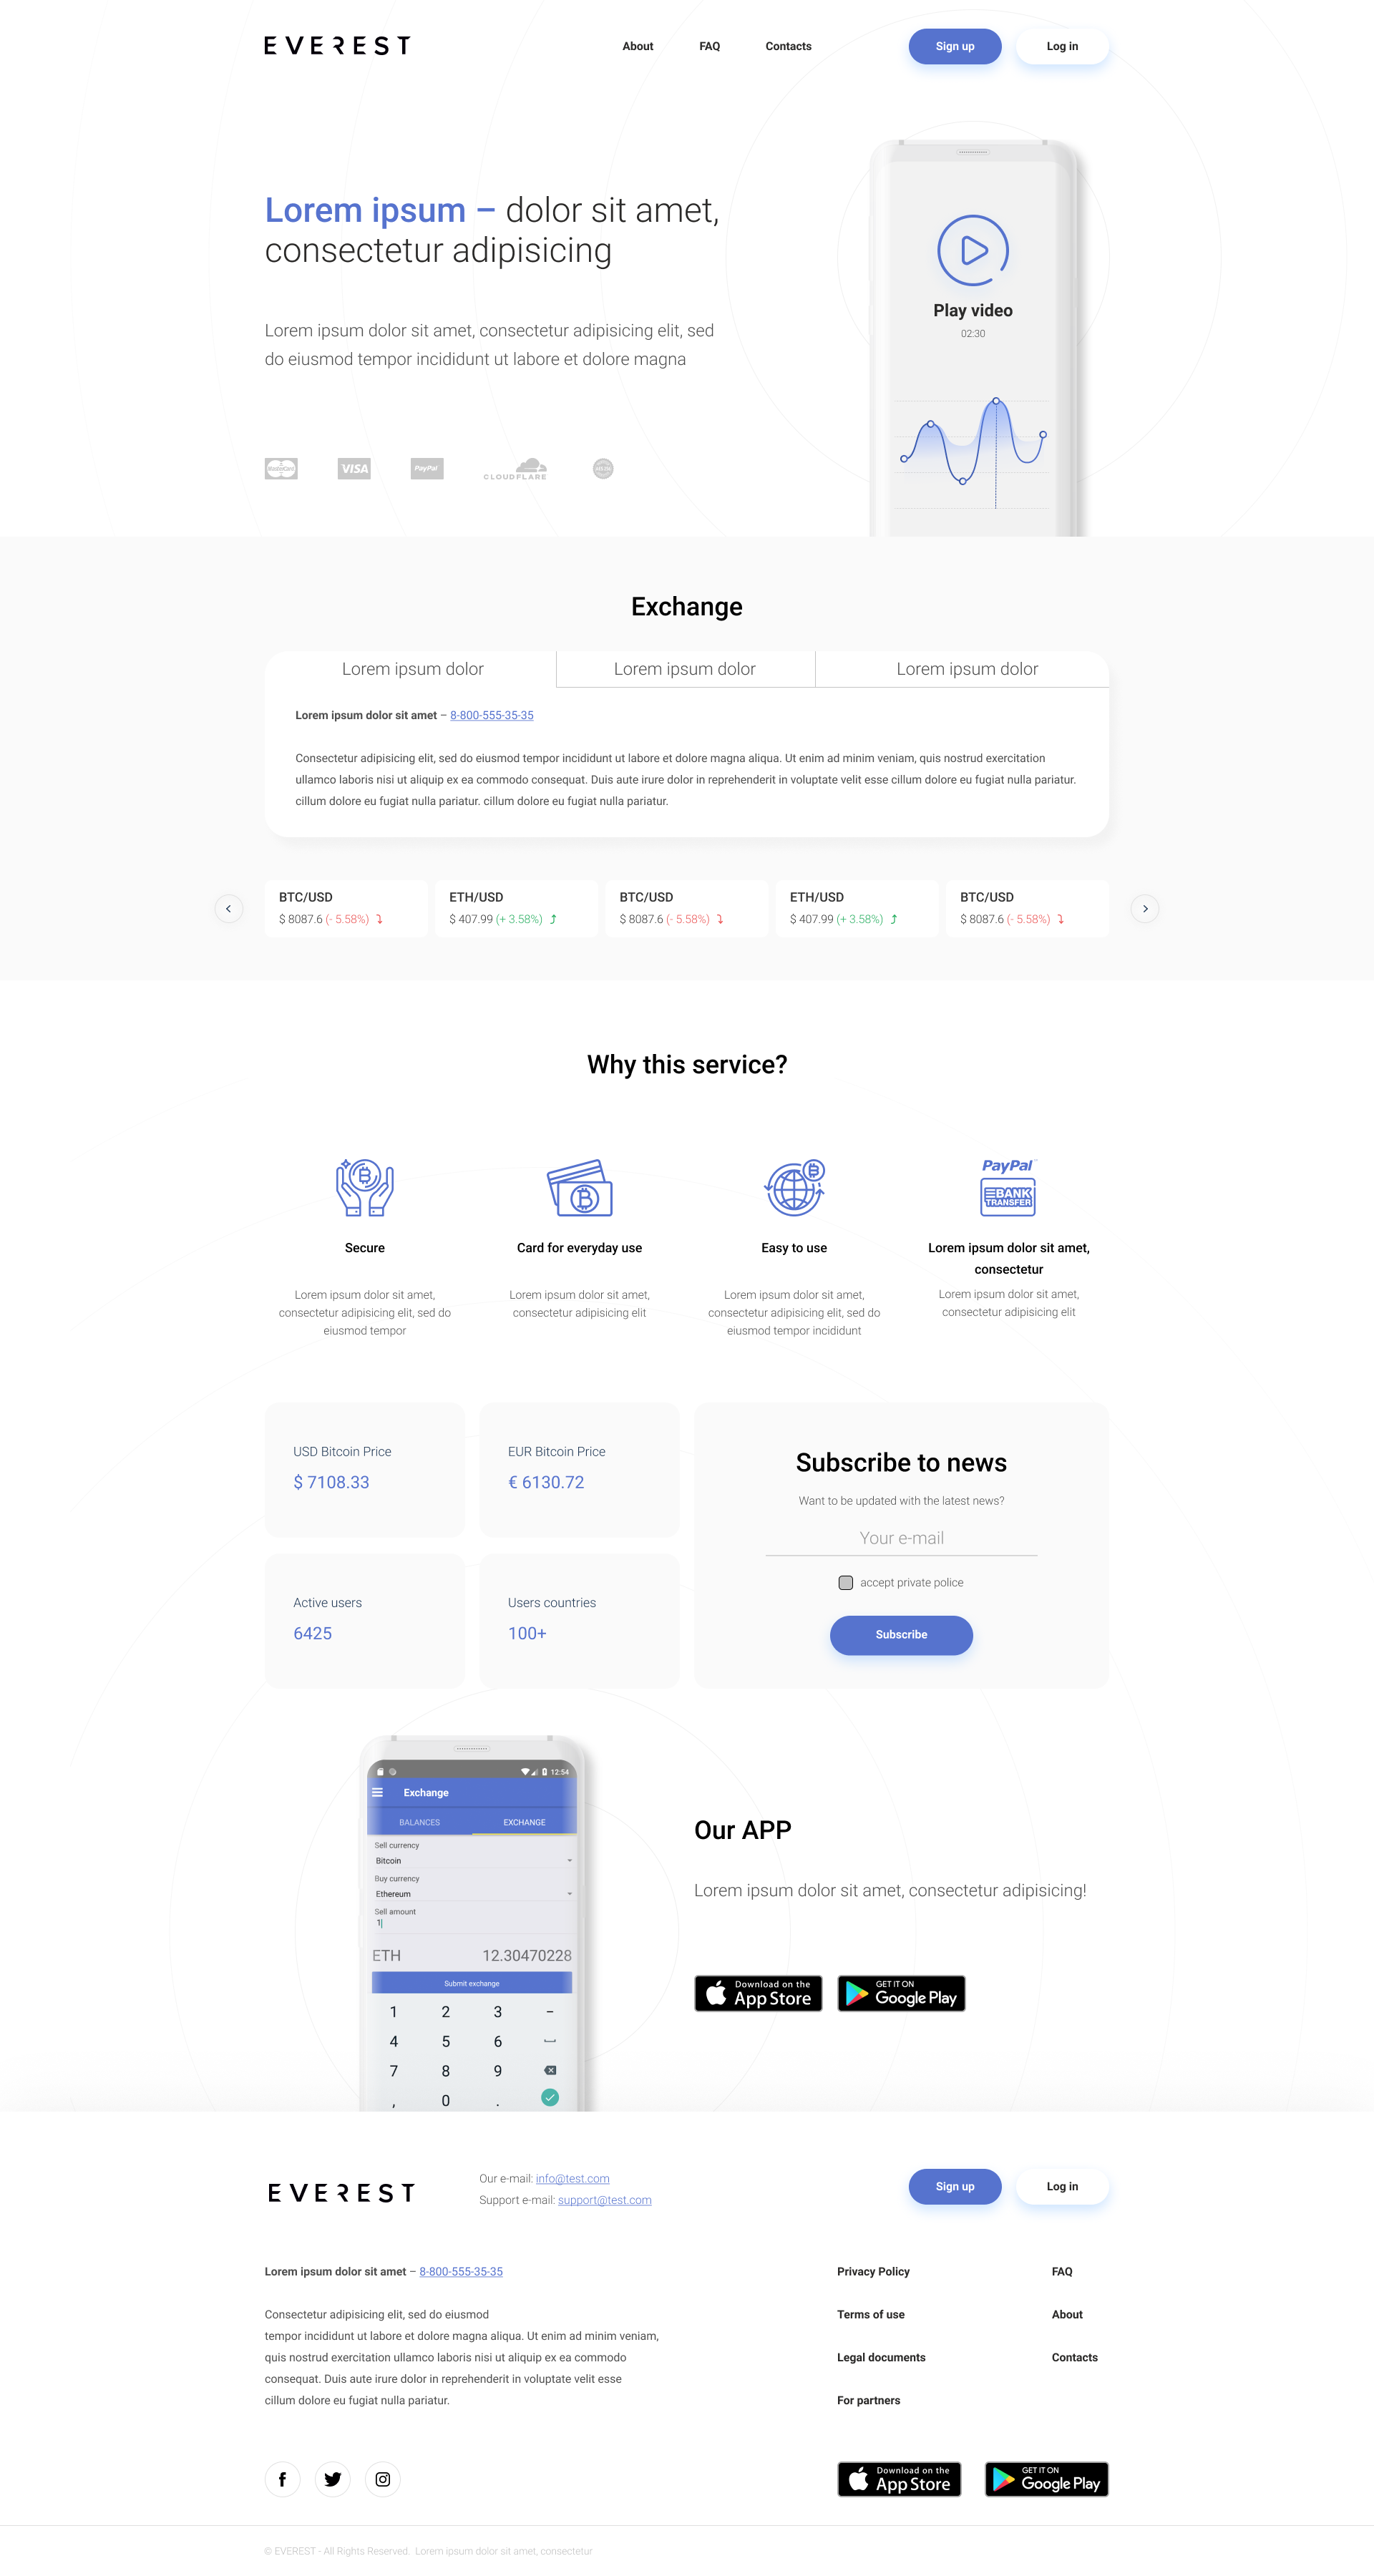 EVEREST
About FAQ Contacts Sign up Log in
Lorem ipsum – dolor sit amet,
consectetur adipisicing
Lorem ipsum dolor sit amet, consectetur adipisicing elit, sed
do eiusmod tempor incididunt ut labore et dolore magna
Play video
02:30
MasterCard VISA PayPal CLOUDFLARE
Exchange
Lorem ipsum dolor Lorem ipsum dolor Lorem ipsum dolor
Lorem ipsum dolor sit amet – 8-800-555-35-35
Consectetur adipisicing elit, sed do eiusmod tempor incididunt ut labore et dolore magna aliqua. Ut enim ad minim veniam, quis nostrud exercitation
ullamco laboris nisi ut aliquip ex ea commodo consequat. Duis aute irure dolor in reprehenderit in voluptate velit esse cillum dolore eu fugiat nulla pariatur.
cillum dolore eu fugiat nulla pariatur. cillum dolore eu fugiat nulla pariatur.
BTC/USD
$ 8087.6 (- 5.58%)
ETH/USD
$ 407.99 (+ 3.58%)
BTC/USD
$ 8087.6 (- 5.58%)
ETH/USD
$ 407.99 (+ 3.58%)
BTC/USD
$ 8087.6 (- 5.58%)
Why this service?
Secure
Lorem ipsum dolor sit amet,
consectetur adipisicing elit, sed do
eiusmod tempor
Card for everyday use
Lorem ipsum dolor sit amet,
consectetur adipisicing elit
Easy to use
Lorem ipsum dolor sit amet,
consectetur adipisicing elit, sed do
eiusmod tempor incididunt
PayPal
BANK
TRANSFER
Lorem ipsum dolor sit amet,
consectetur
Lorem ipsum dolor sit amet,
consectetur adipisicing elit
USD Bitcoin Price
$ 7108.33
EUR Bitcoin Price
€ 6130.72
Active users
6425
Users countries
100+
Subscribe to news
Want to be updated with the latest news?
Your e-mail
accept private police
Subscribe
12:54
Exchange
BALANCES EXCHANGE
Sell currency
Bitcoin
Buy currency
Ethereum
Sell amount
1
ETH 12.30470228
Submit exchange
1 2 3 –
4 5 6
7 8 9
, 0 .
Our APP
Lorem ipsum dolor sit amet, consectetur adipisicing!
Download on the
App Store
GET IT ON
Google Play
EVEREST
Our e-mail: info@test.com
Support e-mail: support@test.com
Sign up Log in
Lorem ipsum dolor sit amet – 8-800-555-35-35
Consectetur adipisicing elit, sed do eiusmod
tempor incididunt ut labore et dolore magna aliqua. Ut enim ad minim veniam,
quis nostrud exercitation ullamco laboris nisi ut aliquip ex ea commodo
consequat. Duis aute irure dolor in reprehenderit in voluptate velit esse
cillum dolore eu fugiat nulla pariatur.
Privacy Policy
Terms of use
Legal documents
For partners
FAQ
About
Contacts
Download on the
App Store
GET IT ON
Google Play
© EVEREST - All Rights Reserved. Lorem ipsum dolor sit amet, consectetur